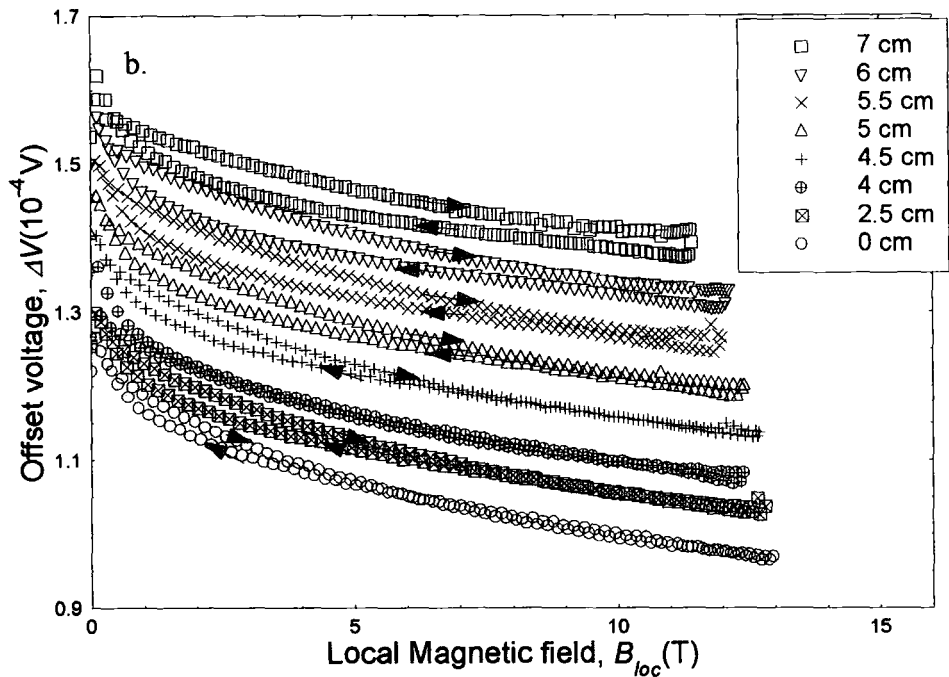 1.7
b.
7 cm
6 cm
5.5 cm
5 cm
4.5 cm
4 cm
2.5 cm
0 cm
1.5
1.3
1.1
0.9
Offset voltage, ΔV(10⁻⁴V)
0
5
10
15
Local Magnetic field, B_loc(T)